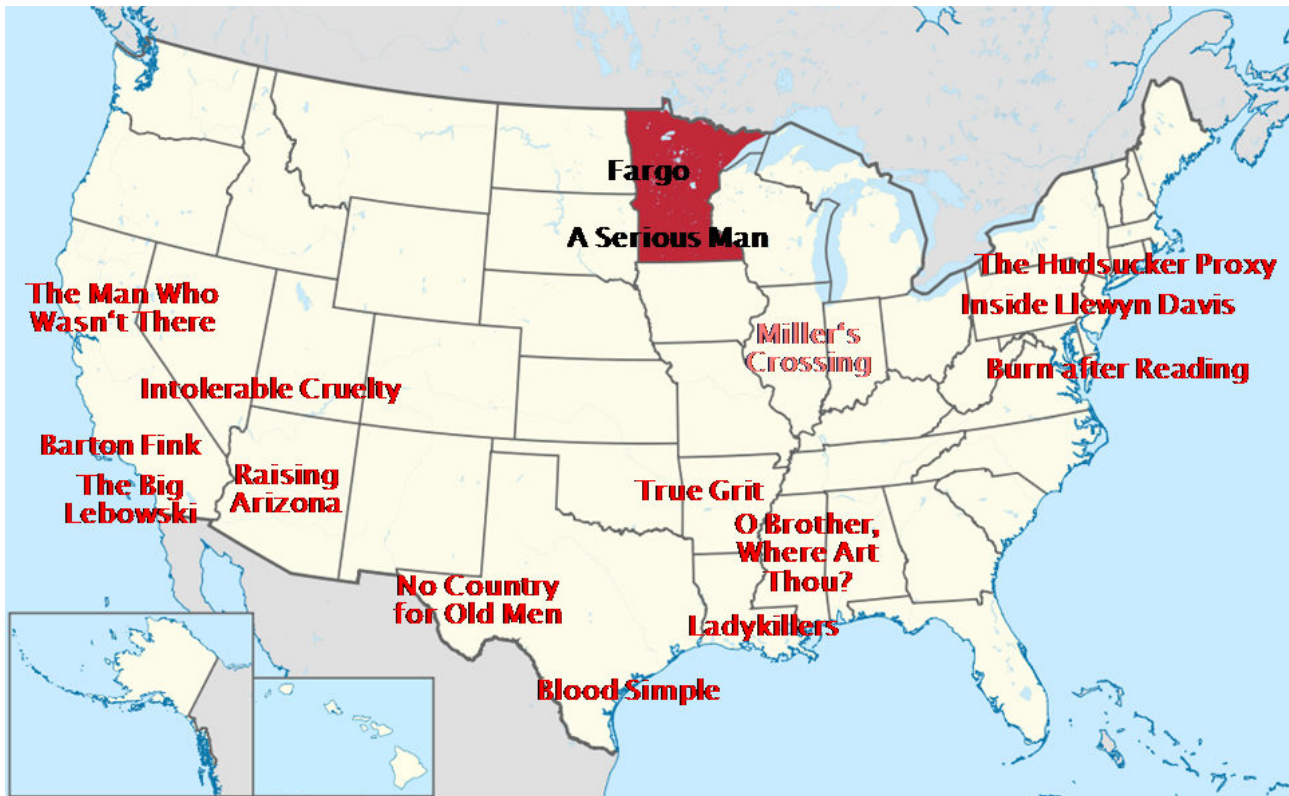 Fargo
A Serious Man
The Hudsucker Proxy
The Man Who
Wasn‘t There
Inside Llewyn Davis
Miller‘s
Crossing
Burn after Reading
Intolerable Cruelty
Barton Fink
Raising
Arizona
The Big
Lebowski
True Grit
O Brother,
Where Art
Thou?
No Country
for Old Men
Ladykillers
Blood Simple